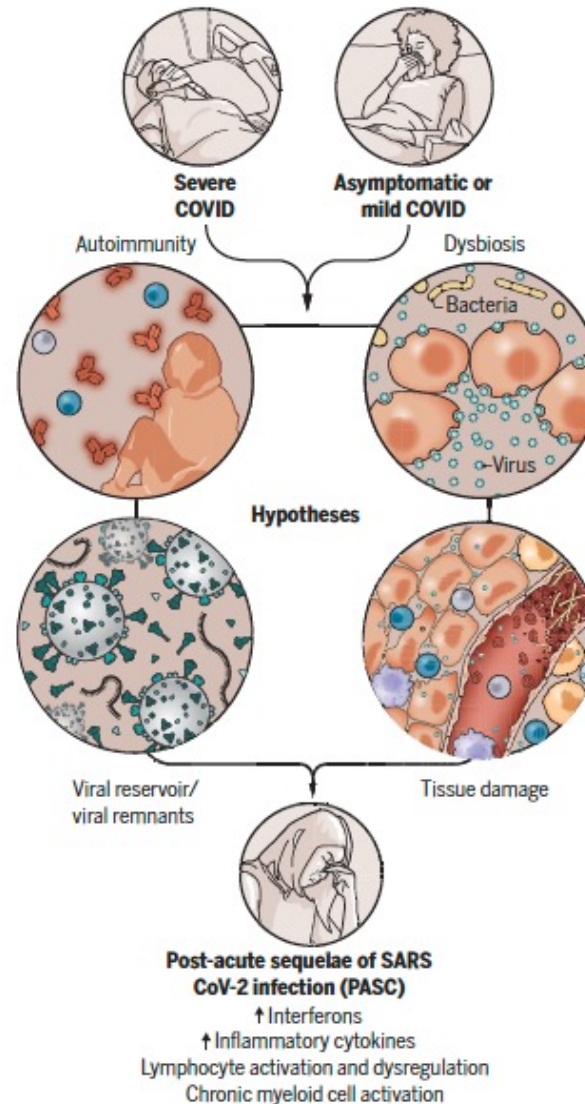 Severe
COVID
Asymptomatic or
mild COVID
Autoimmunity
Dysbiosis
Bacteria
Virus
Hypotheses
Viral reservoir/
viral remnants
Tissue damage
Post-acute sequelae of SARS
CoV-2 infection (PASC)
↑ Interferons
↑ Inflammatory cytokines
Lymphocyte activation and dysregulation
Chronic myeloid cell activation